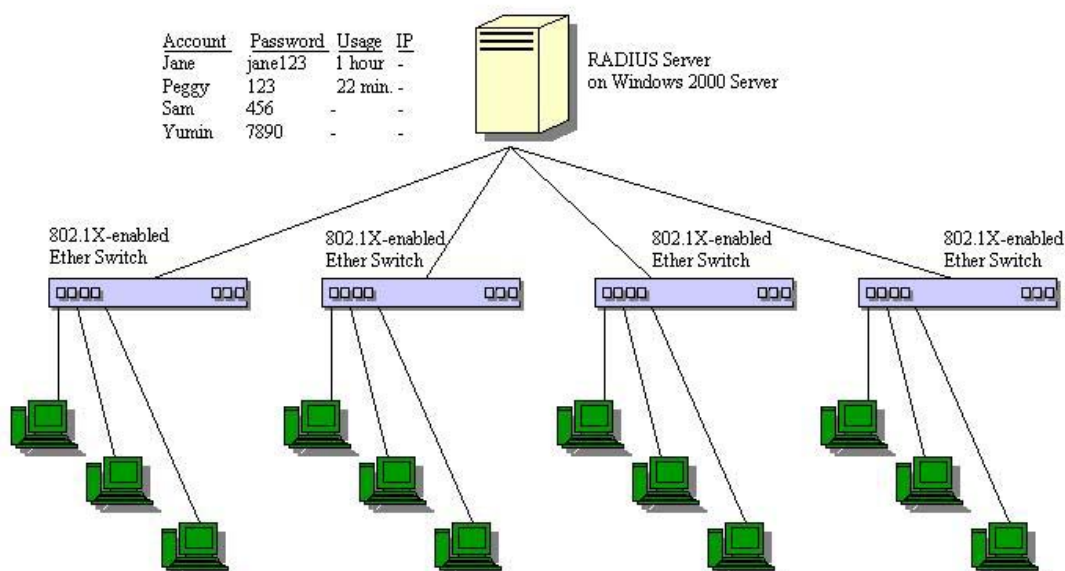 Account Password Usage IP
Jane jane123 1 hour -
Peggy 123 22 min. -
Sam 456 - -
Yumin 7890 - -
RADIUS Server
on Windows 2000 Server
802.1X-enabled
Ether Switch
802.1X-enabled
Ether Switch
802.1X-enabled
Ether Switch
802.1X-enabled
Ether Switch